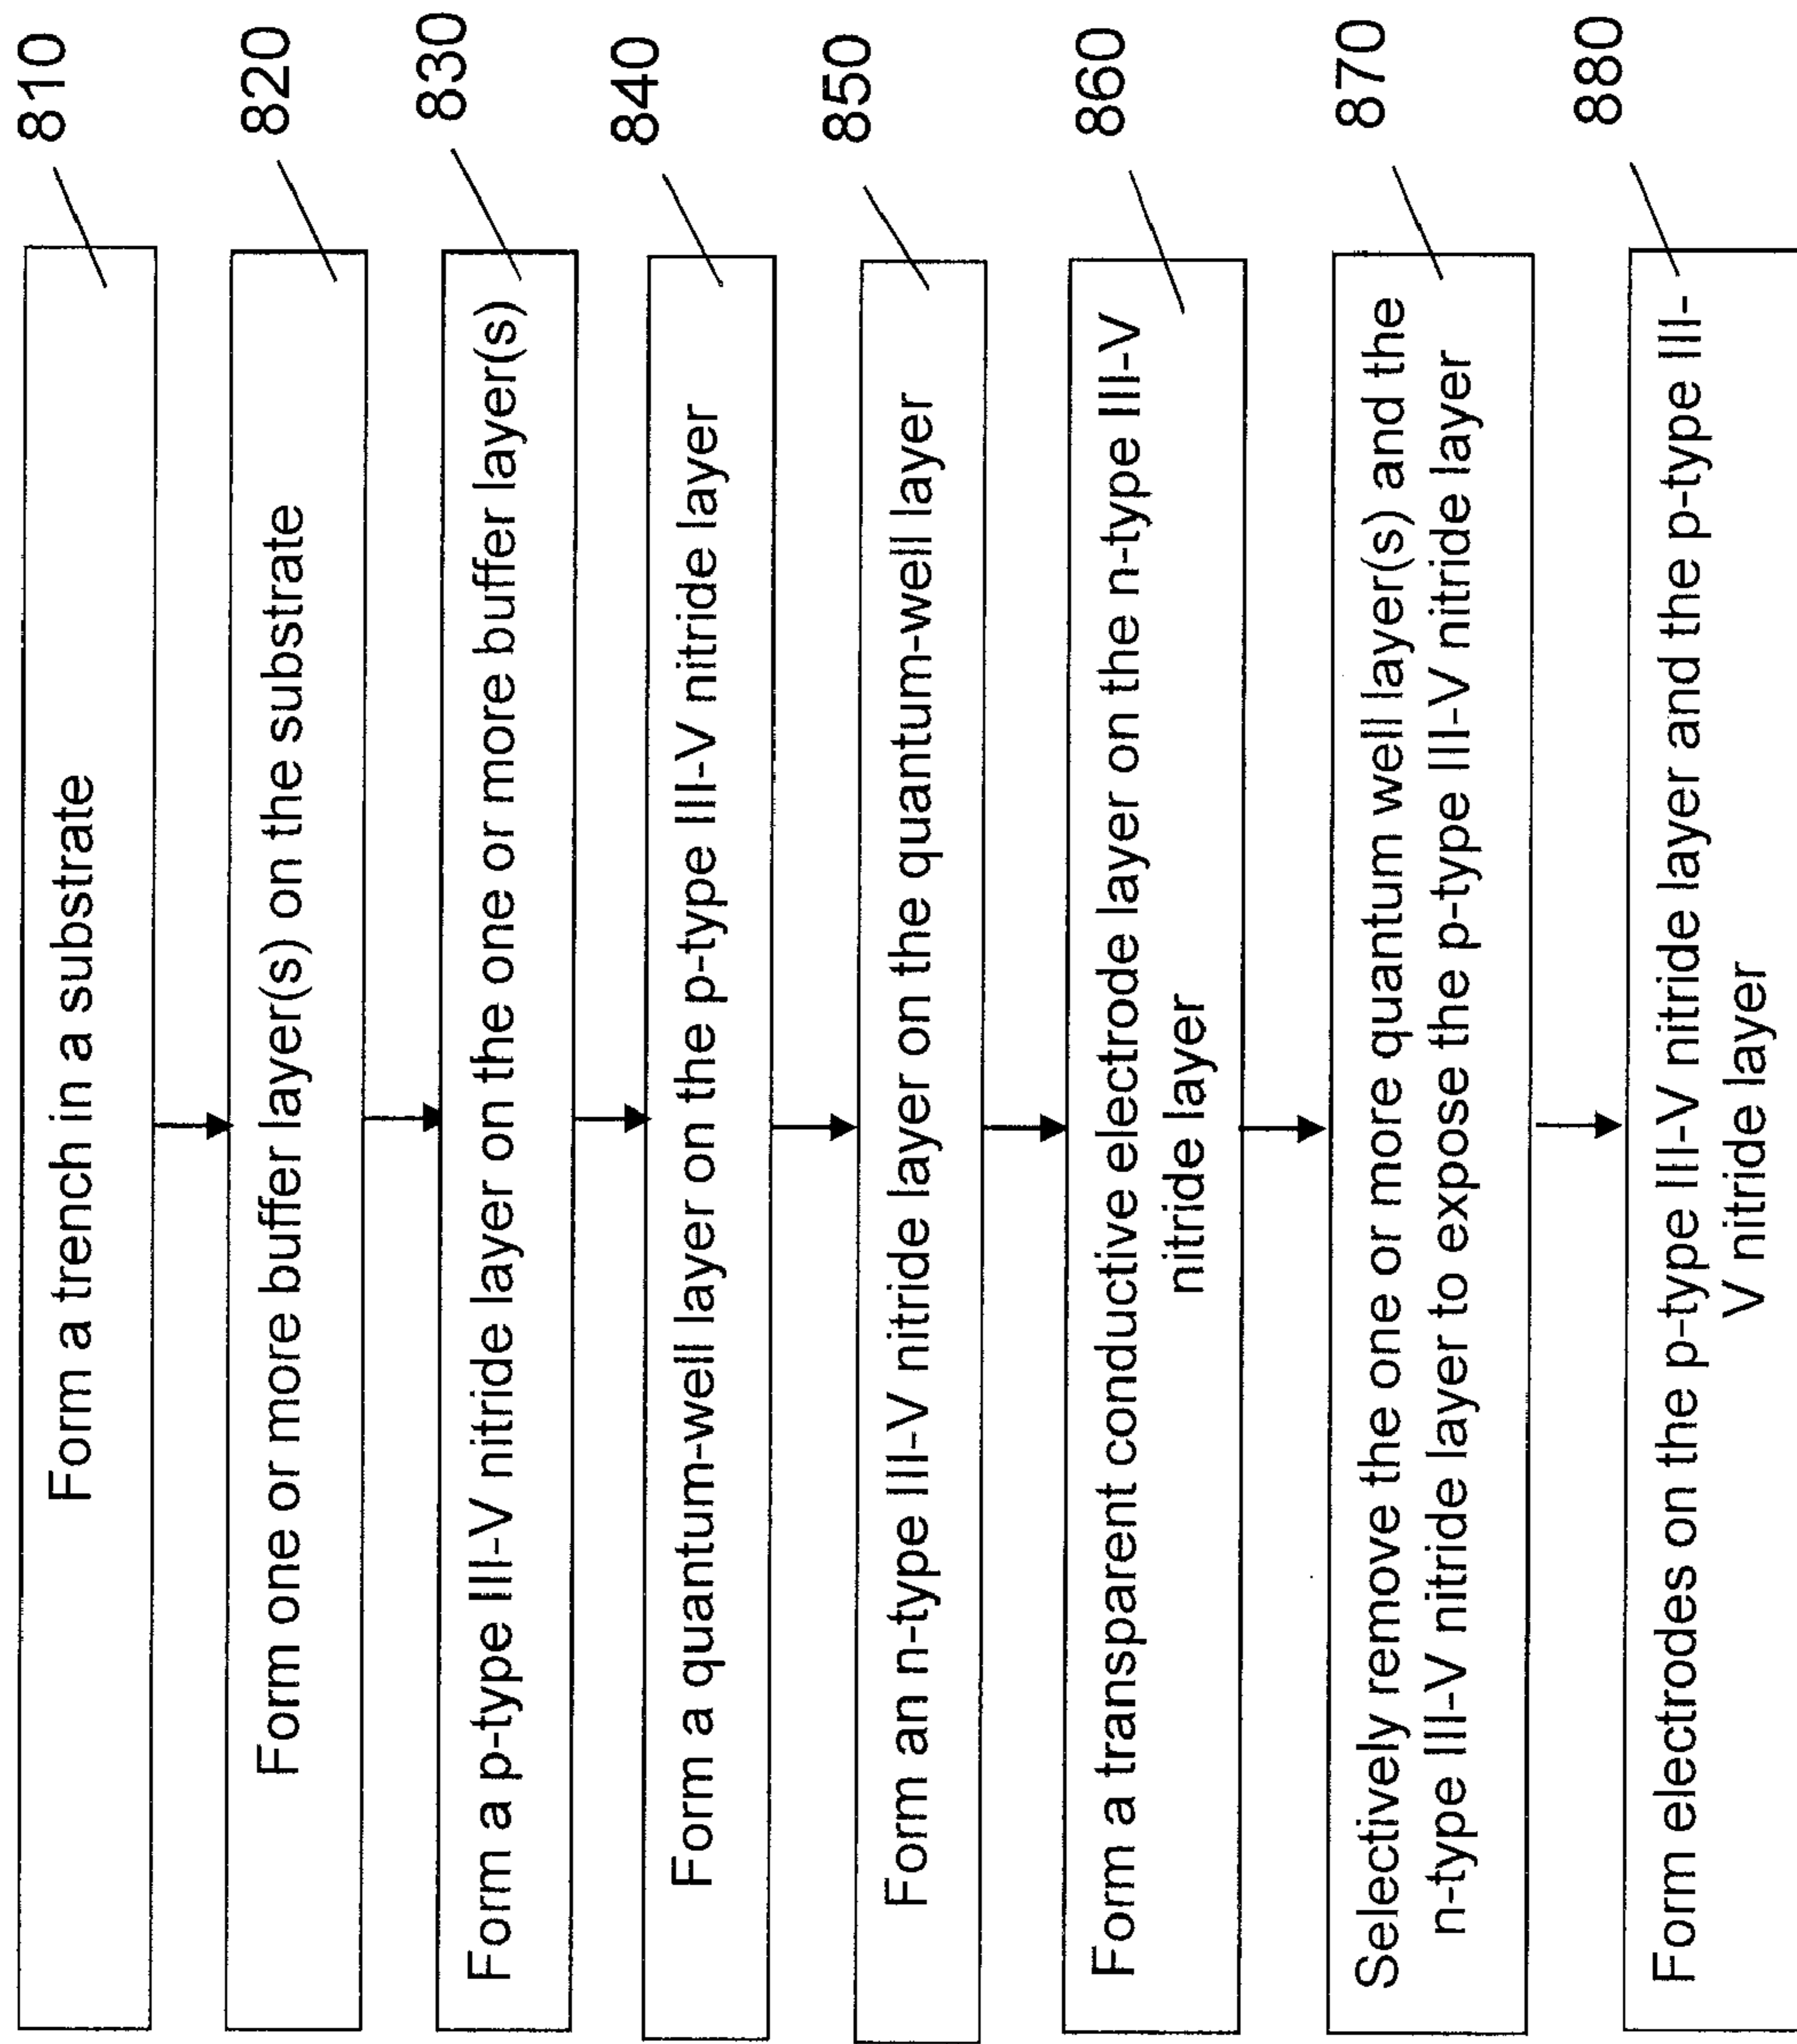 810
Form a trench in a substrate
820
Form one or more buffer layer(s) on the substrate
830
Form a p-type III-V nitride layer on the one or more buffer layer(s)
840
Form a quantum-well layer on the p-type III-V nitride layer
850
Form an n-type III-V nitride layer on the quantum-well layer
860
Form a transparent conductive electrode layer on the n-type III-V
nitride layer
870
Selectively remove the one or more quantum well layer(s) and the
n-type III-V nitride layer to expose the p-type III-V nitride layer
880
Form electrodes on the p-type III-V nitride layer and the p-type III-
V nitride layer